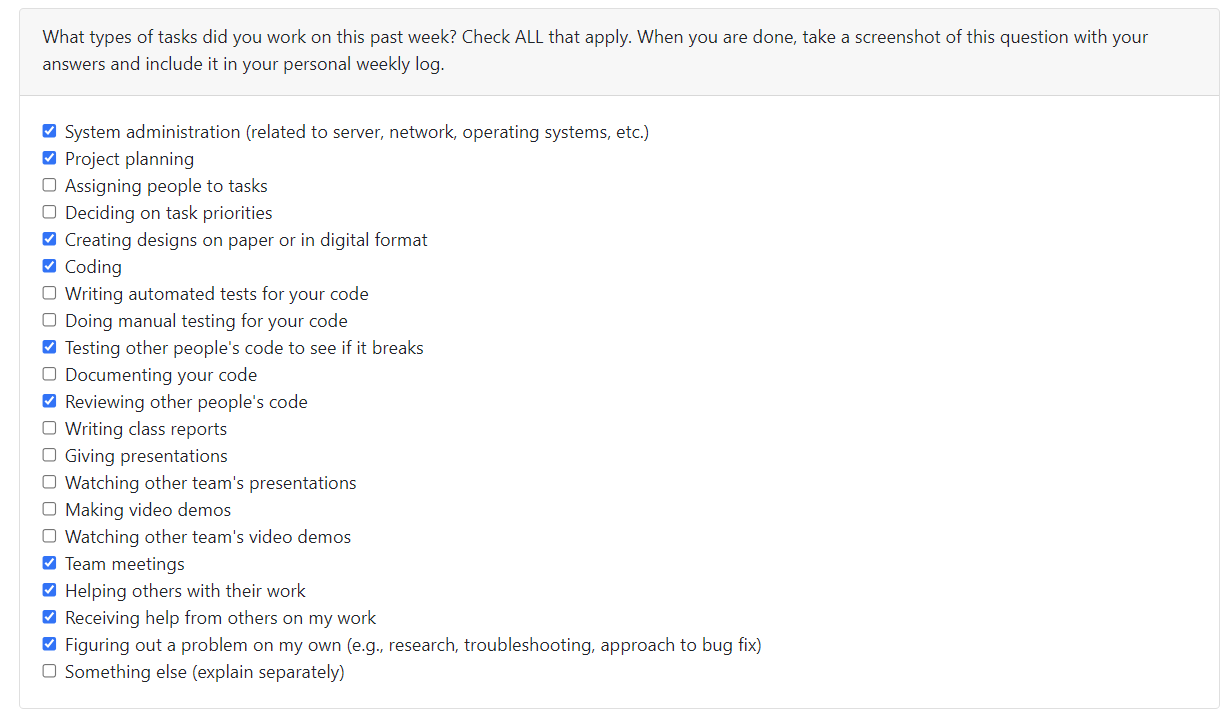 What types of tasks did you work on this past week? Check ALL that apply. When you are done, take a screenshot of this question with your
answers and include it in your personal weekly log.
System administration (related to server, network, operating systems, etc.)
Project planning
Assigning people to tasks
Deciding on task priorities
Creating designs on paper or in digital format
Coding
Writing automated tests for your code
Doing manual testing for your code
Testing other people's code to see if it breaks
Documenting your code
Reviewing other people's code
Writing class reports
Giving presentations
Watching other team's presentations
Making video demos
Watching other team's video demos
Team meetings
Helping others with their work
Receiving help from others on my work
Figuring out a problem on my own (e.g., research, troubleshooting, approach to bug fix)
Something else (explain separately)